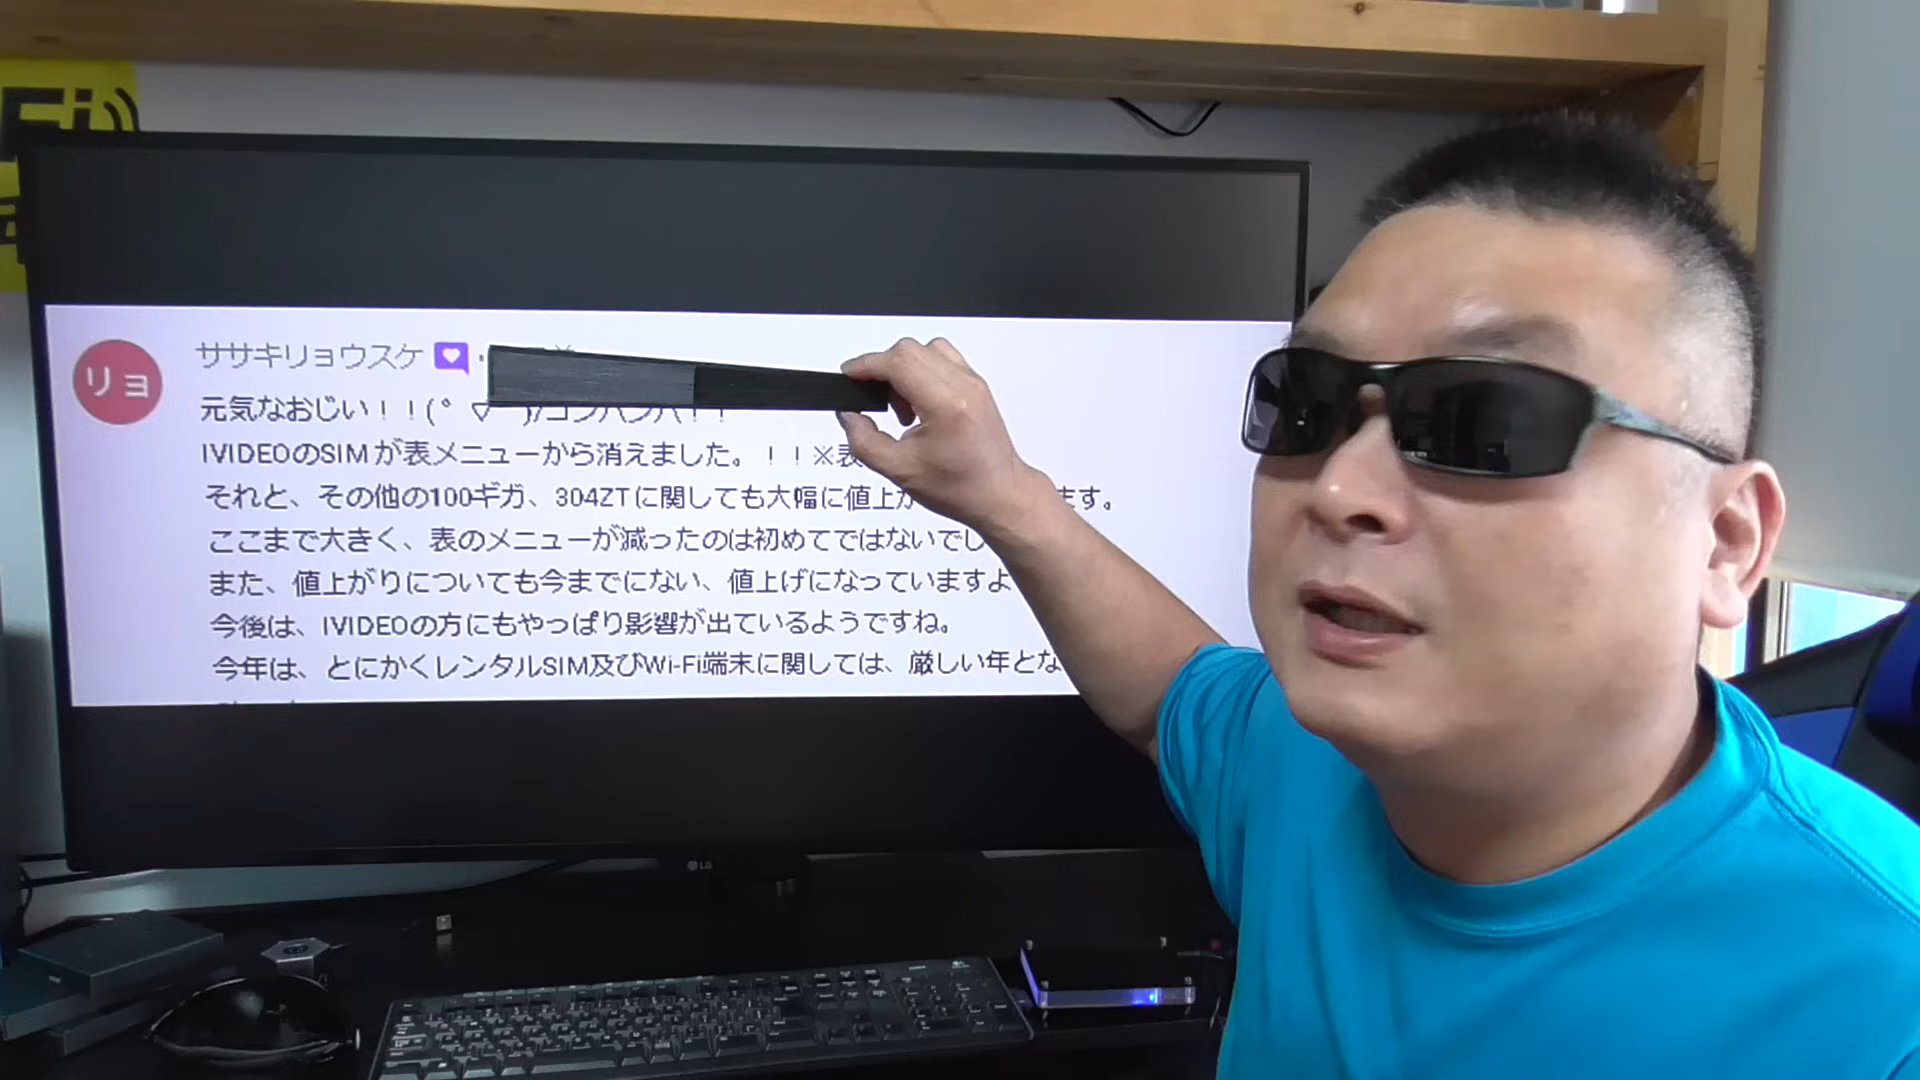 Fi
リョ
ササキリョウスケ
元気なおじい！！(゜▽
IVIDEOのSIMが表メニューから消えました。！！※表
それと、その他の100ギガ、304ZTに関しても大幅に値上が
ます。
ここまで大きく、表のメニューが減ったのは初めてではないでし
また、値上がりについても今までにない、値上げになっていますよ
今後は、IVIDEOの方にもやっぱり影響が出ているようですね。
今年は、とにかくレンタルSIM及びWi-Fi端末に関しては、厳しい年とな
LG